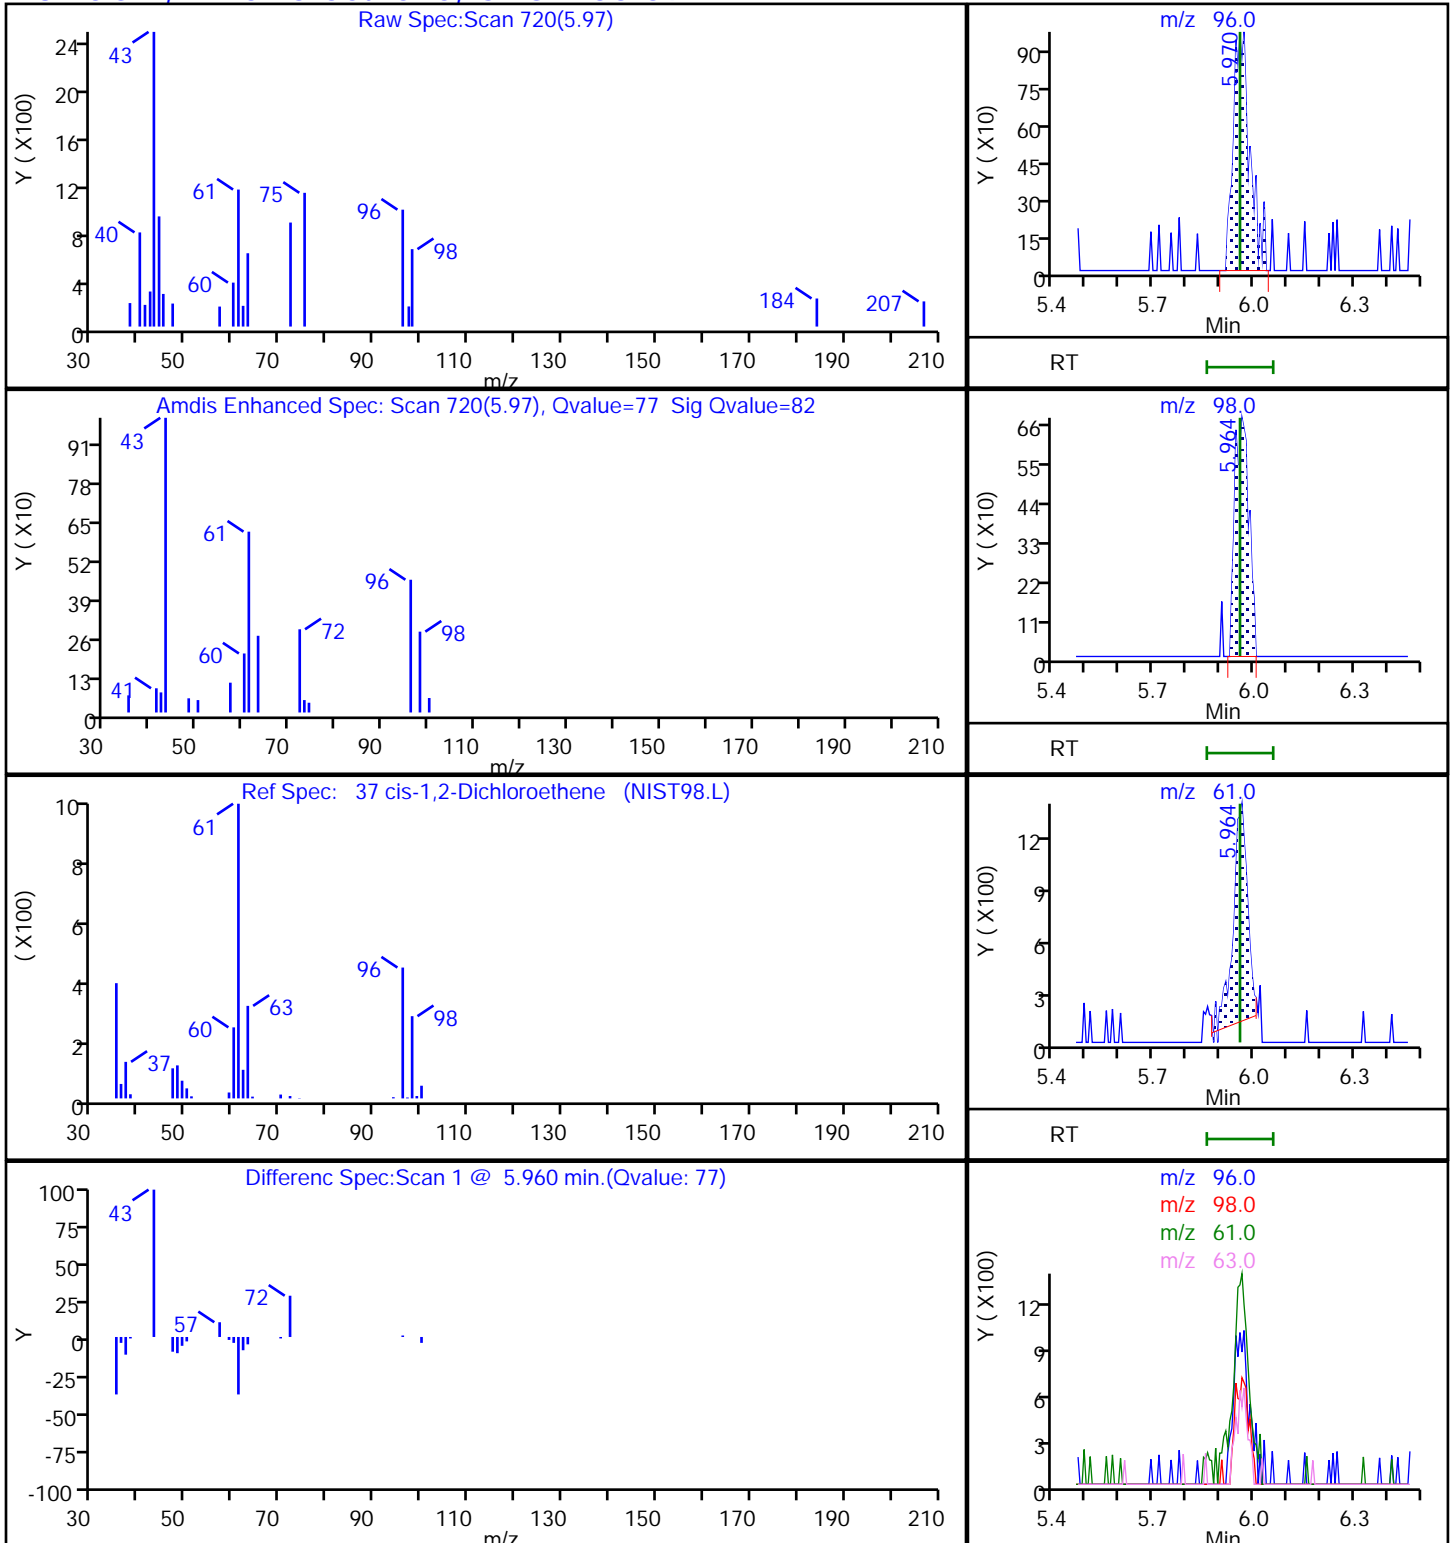 Raw Spec:Scan 720(5.97)
Y ( X100)
24
20
16
12
8
4
0
43
40
61
60
75
96
98
184
207
30 50 70 90 110 130 150 170 190 210
m/z
m/z 96.0
Y ( X10)
90
75
60
45
30
15
0
5.970
5.4 5.7 6.0 6.3
Min
RT
Amdis Enhanced Spec: Scan 720(5.97), Qvalue=77 Sig Qvalue=82
Y ( X10)
91
78
65
52
39
26
13
0
43
41
61
60
72
96
98
30 50 70 90 110 130 150 170 190 210
m/z
m/z 98.0
Y ( X10)
66
55
44
33
22
11
0
5.964
5.4 5.7 6.0 6.3
Min
RT
Ref Spec: 37 cis-1,2-Dichloroethene (NIST98.L)
( X100)
10
8
6
4
2
0
61
37
60
63
96
98
30 50 70 90 110 130 150 170 190 210
m/z 61.0
Y ( X100)
12
9
6
3
0
5.964
5.4 5.7 6.0 6.3
Min
RT
Differenc Spec:Scan 1 @ 5.960 min.(Qvalue: 77)
Y
100
75
50
25
0
-25
-50
-75
-100
43
57
72
30 50 70 90 110 130 150 170 190 210
m/z
m/z 96.0
m/z 98.0
m/z 61.0
m/z 63.0
Y ( X100)
12
9
6
3
0
5.4 5.7 6.0 6.3
Min